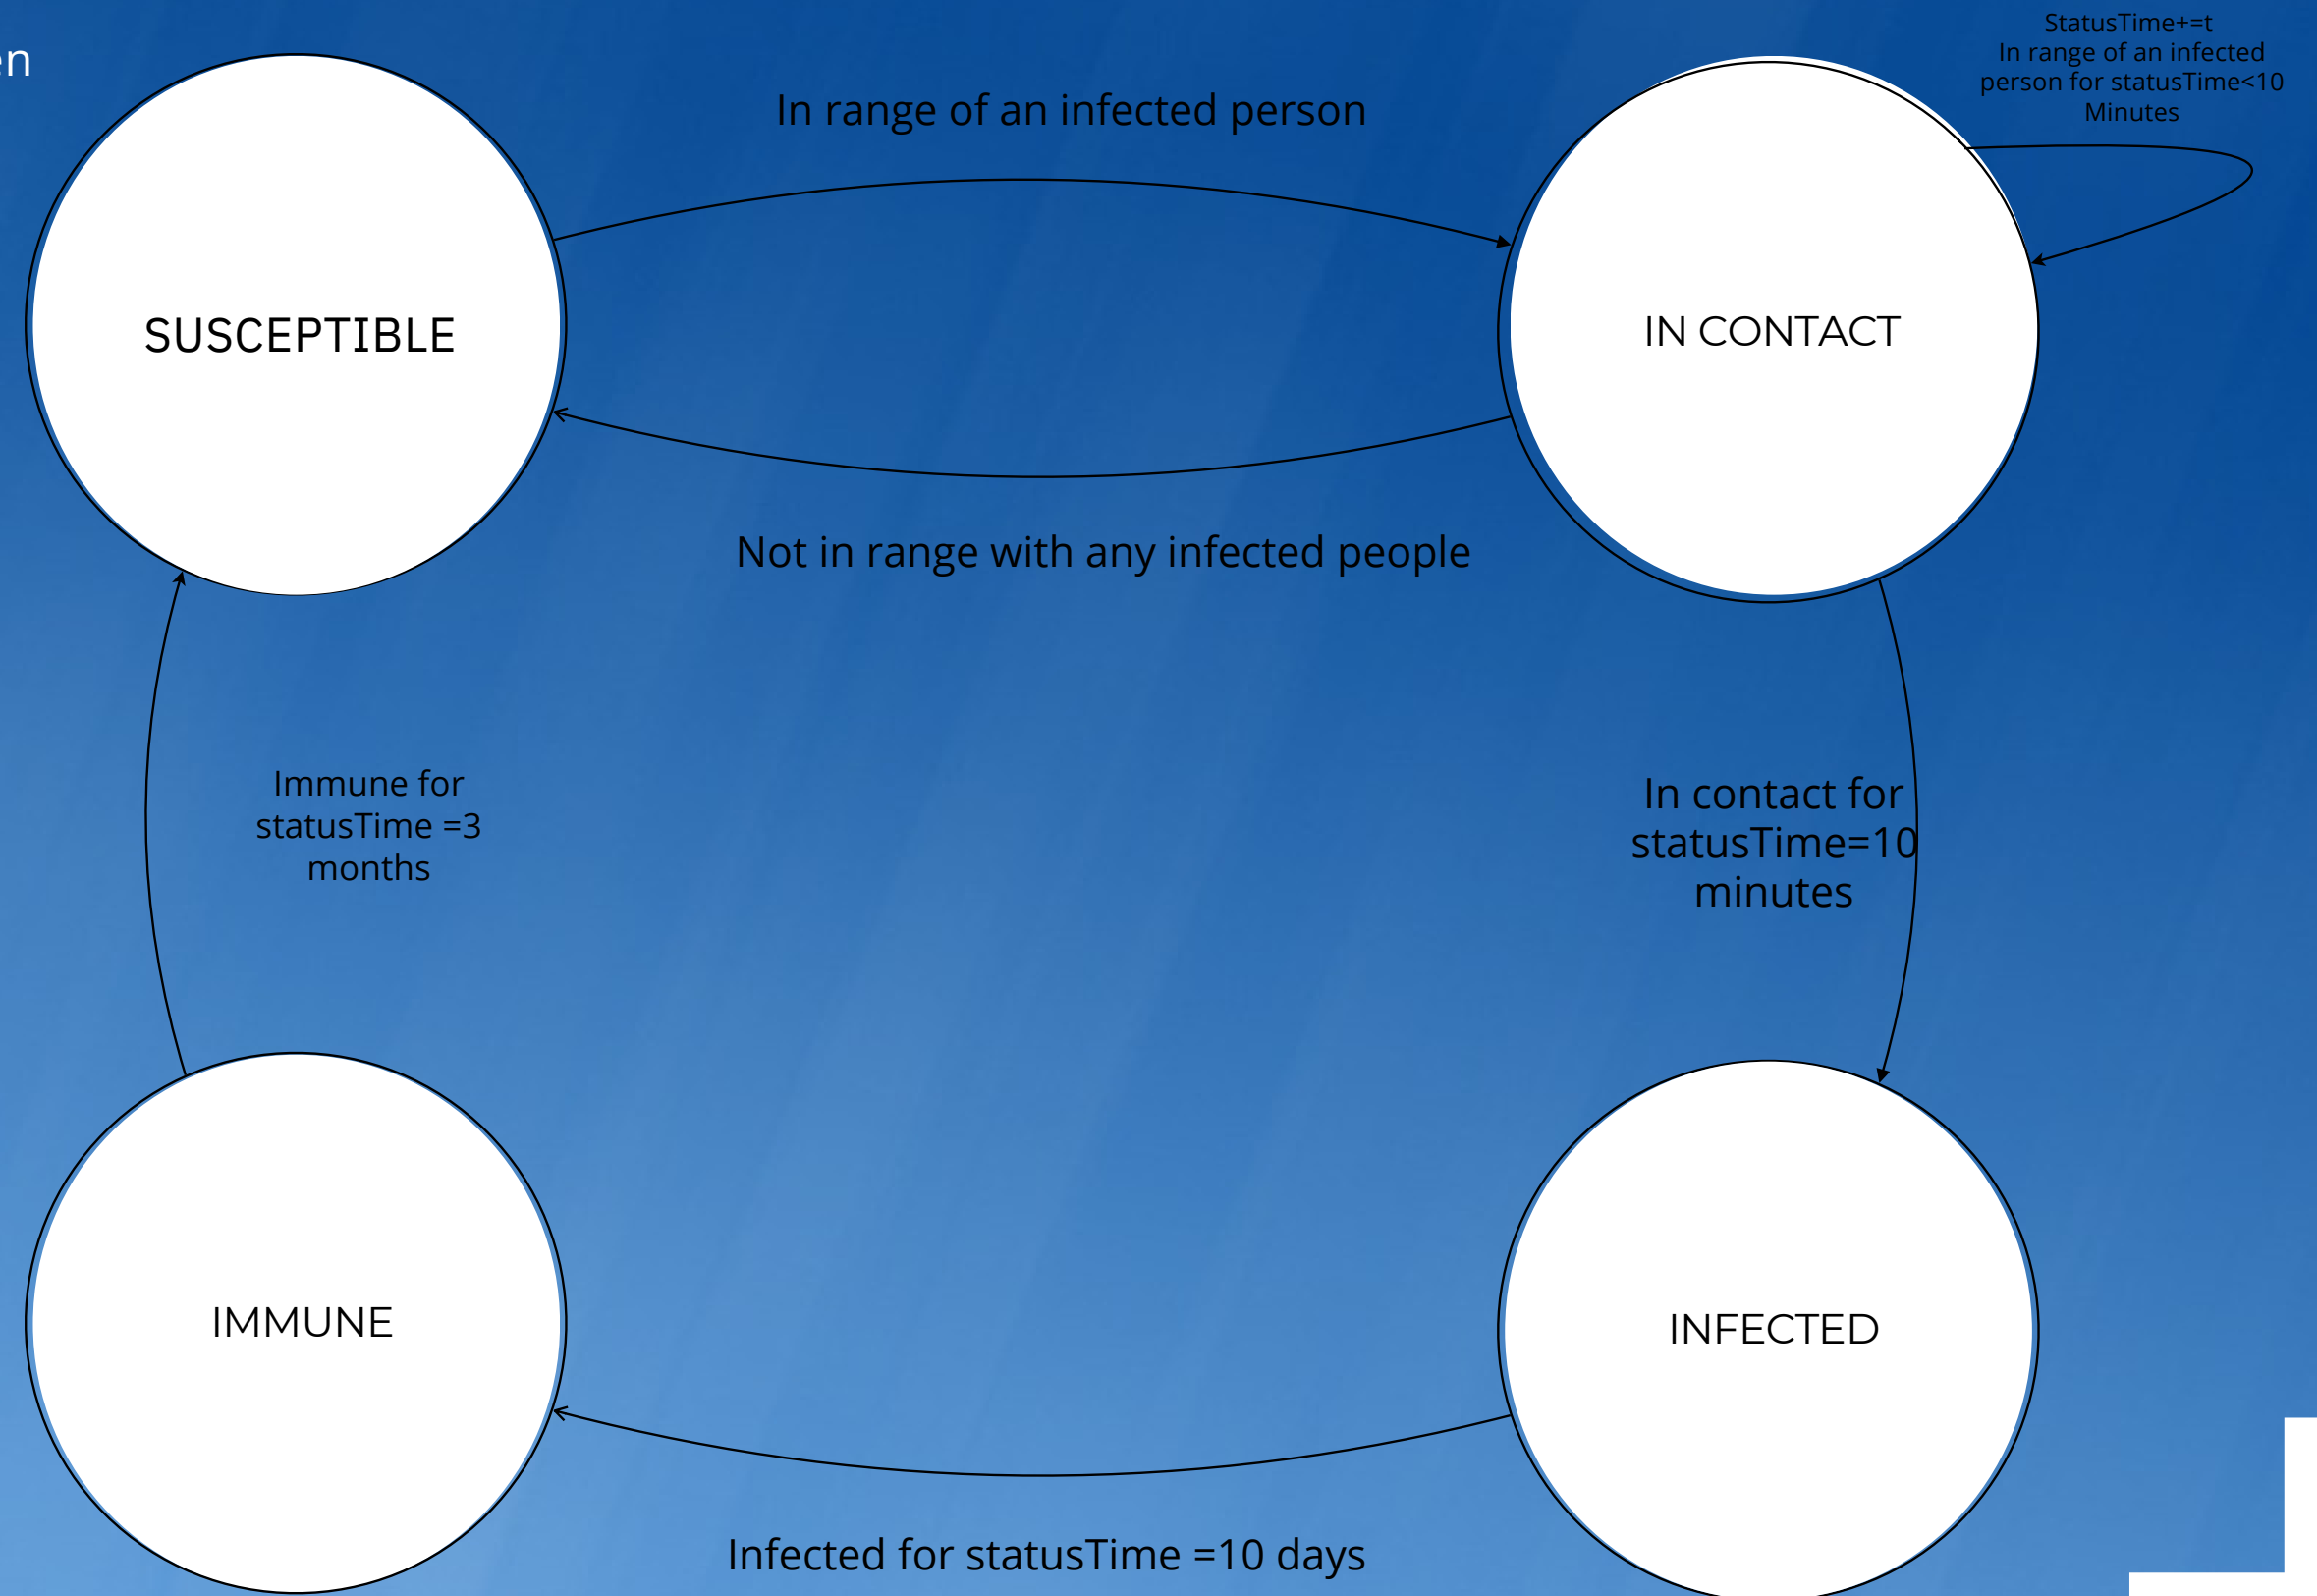 StatusTime+=t
In range of an infected
person for statusTime<10
Minutes
In range of an infected person
SUSCEPTIBLE
IN CONTACT
Not in range with any infected people
Immune for
statusTime =3
months
In contact for
statusTime=10
minutes
IMMUNE
INFECTED
Infected for statusTime =10 days